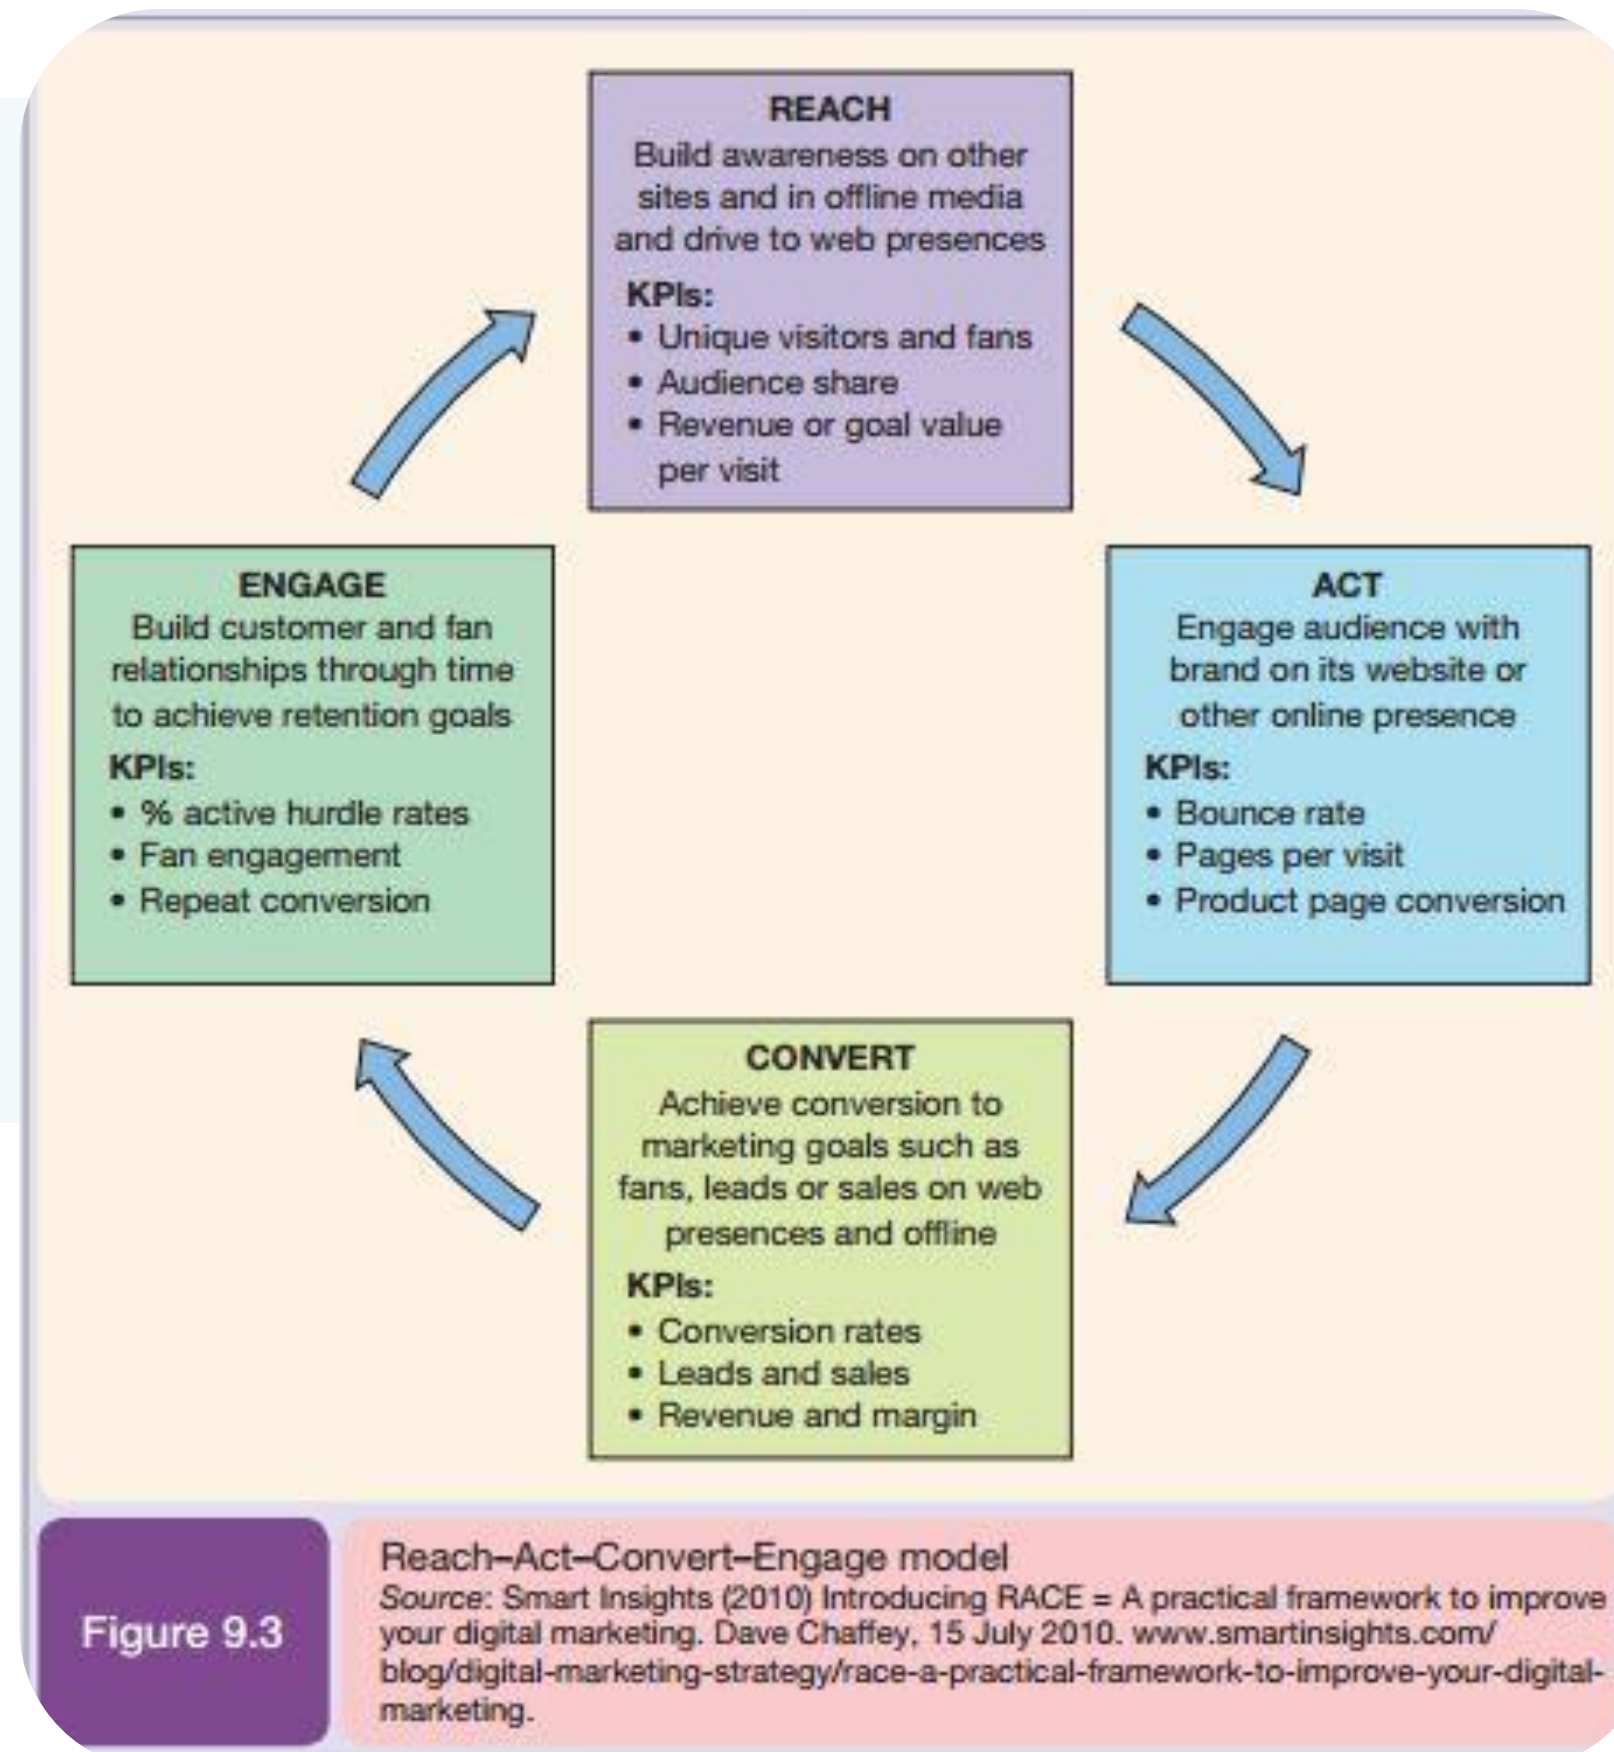 REACH
Build awareness on other
sites and in offline media
and drive to web presences
KPIs:
• Unique visitors and fans
• Audience share
• Revenue or goal value
per visit
ACT
Engage audience with
brand on its website or
other online presence
KPIs:
• Bounce rate
• Pages per visit
• Product page conversion
CONVERT
Achieve conversion to
marketing goals such as
fans, leads or sales on web
presences and offline
KPIs:
• Conversion rates
• Leads and sales
• Revenue and margin
ENGAGE
Build customer and fan
relationships through time
to achieve retention goals
KPIs:
• % active hurdle rates
• Fan engagement
• Repeat conversion
Figure 9.3
Reach–Act–Convert–Engage model
Source: Smart Insights (2010) Introducing RACE = A practical framework to improve
your digital marketing. Dave Chaffey, 15 July 2010. www.smartinsights.com/
blog/digital-marketing-strategy/race-a-practical-framework-to-improve-your-digital-
marketing.